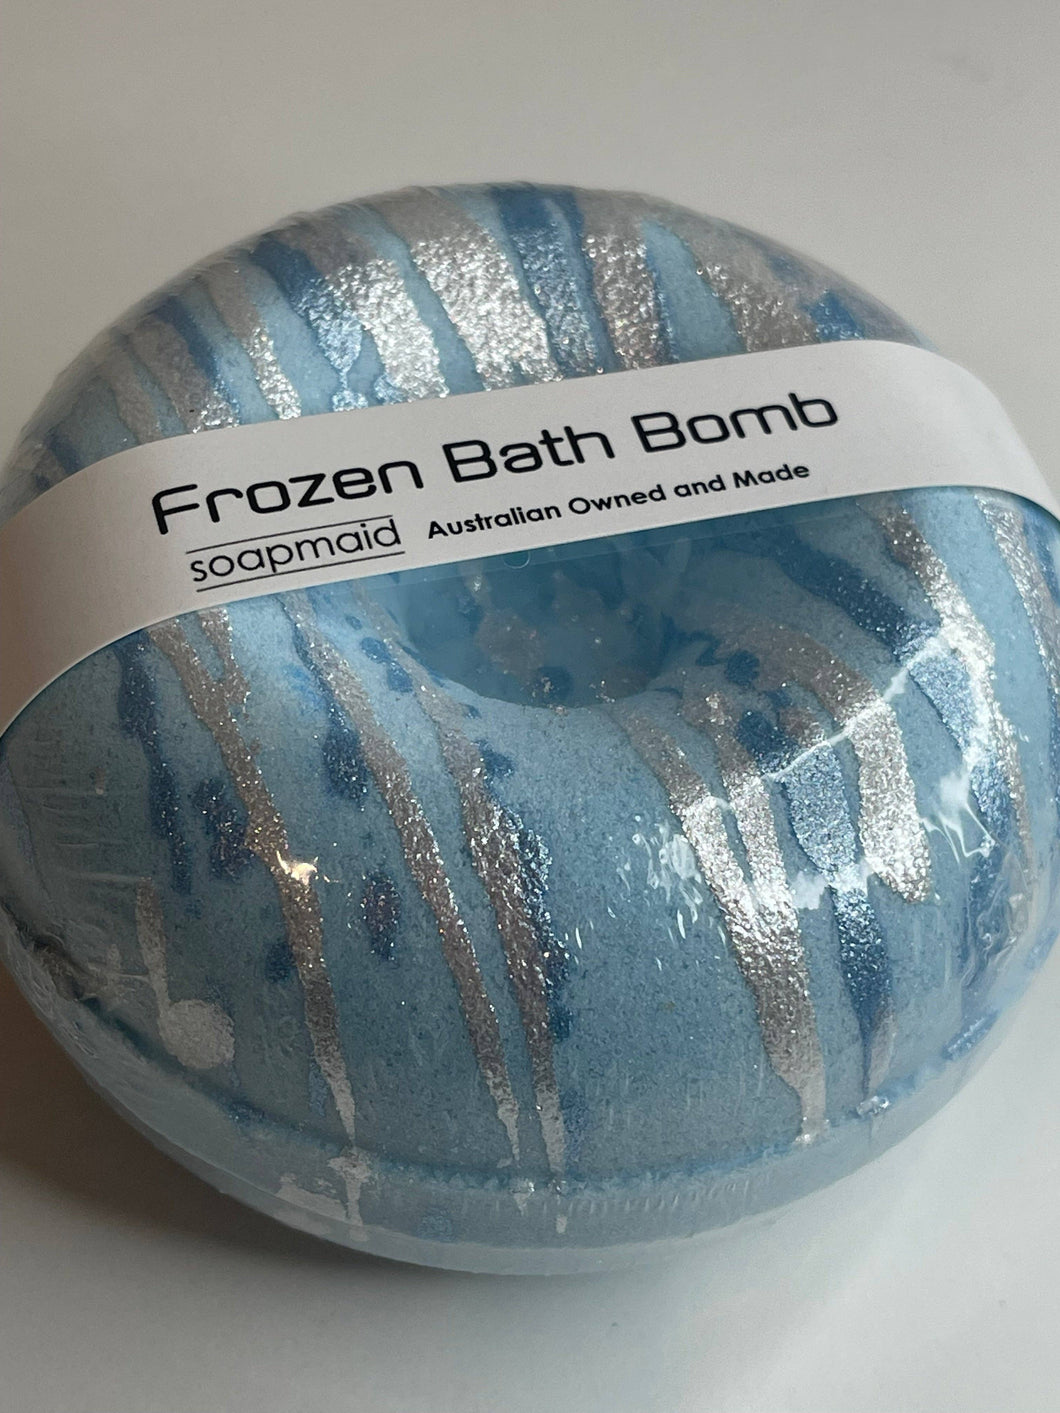 Frozen Bath Bomb
soapmaid
Australian Owned and Made